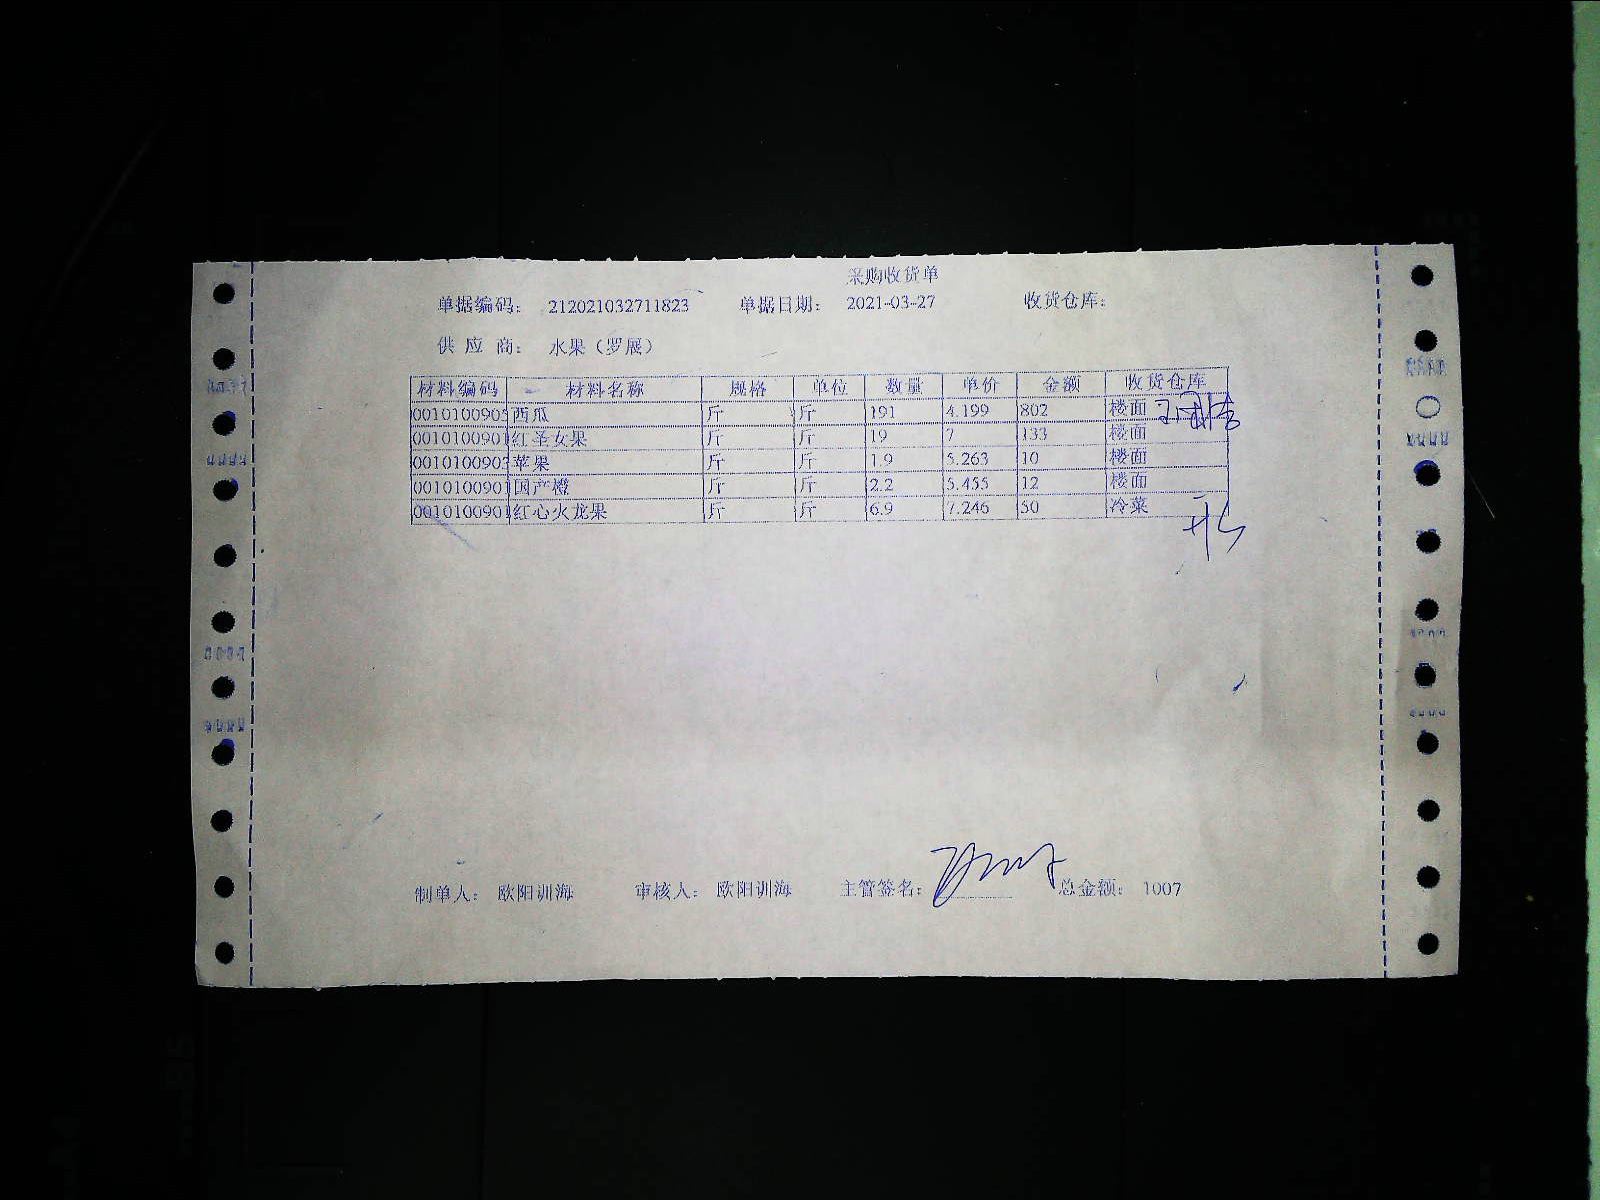 采购收货单
单据编码: 212021032711823 单据日期: 2021-03-27 收货仓库:
供 应 商: 水果（罗展）
材料编码 材料名称 规格 单位 数量 单价 金额 收货仓库
0010100905 西瓜 斤 斤 191 4.199 802 楼面
0010100901 红圣女果 斤 斤 19 7 133 楼面
0010100903 苹果 斤 斤 1.9 5.263 10 楼面
0010100901 国产橙 斤 斤 2.2 5.455 12 楼面
0010100901 红心火龙果 斤 斤 6.9 7.246 50 冷菜
制单人: 欧阳训海 审核人: 欧阳训海 主管签名: 总金额: 1007